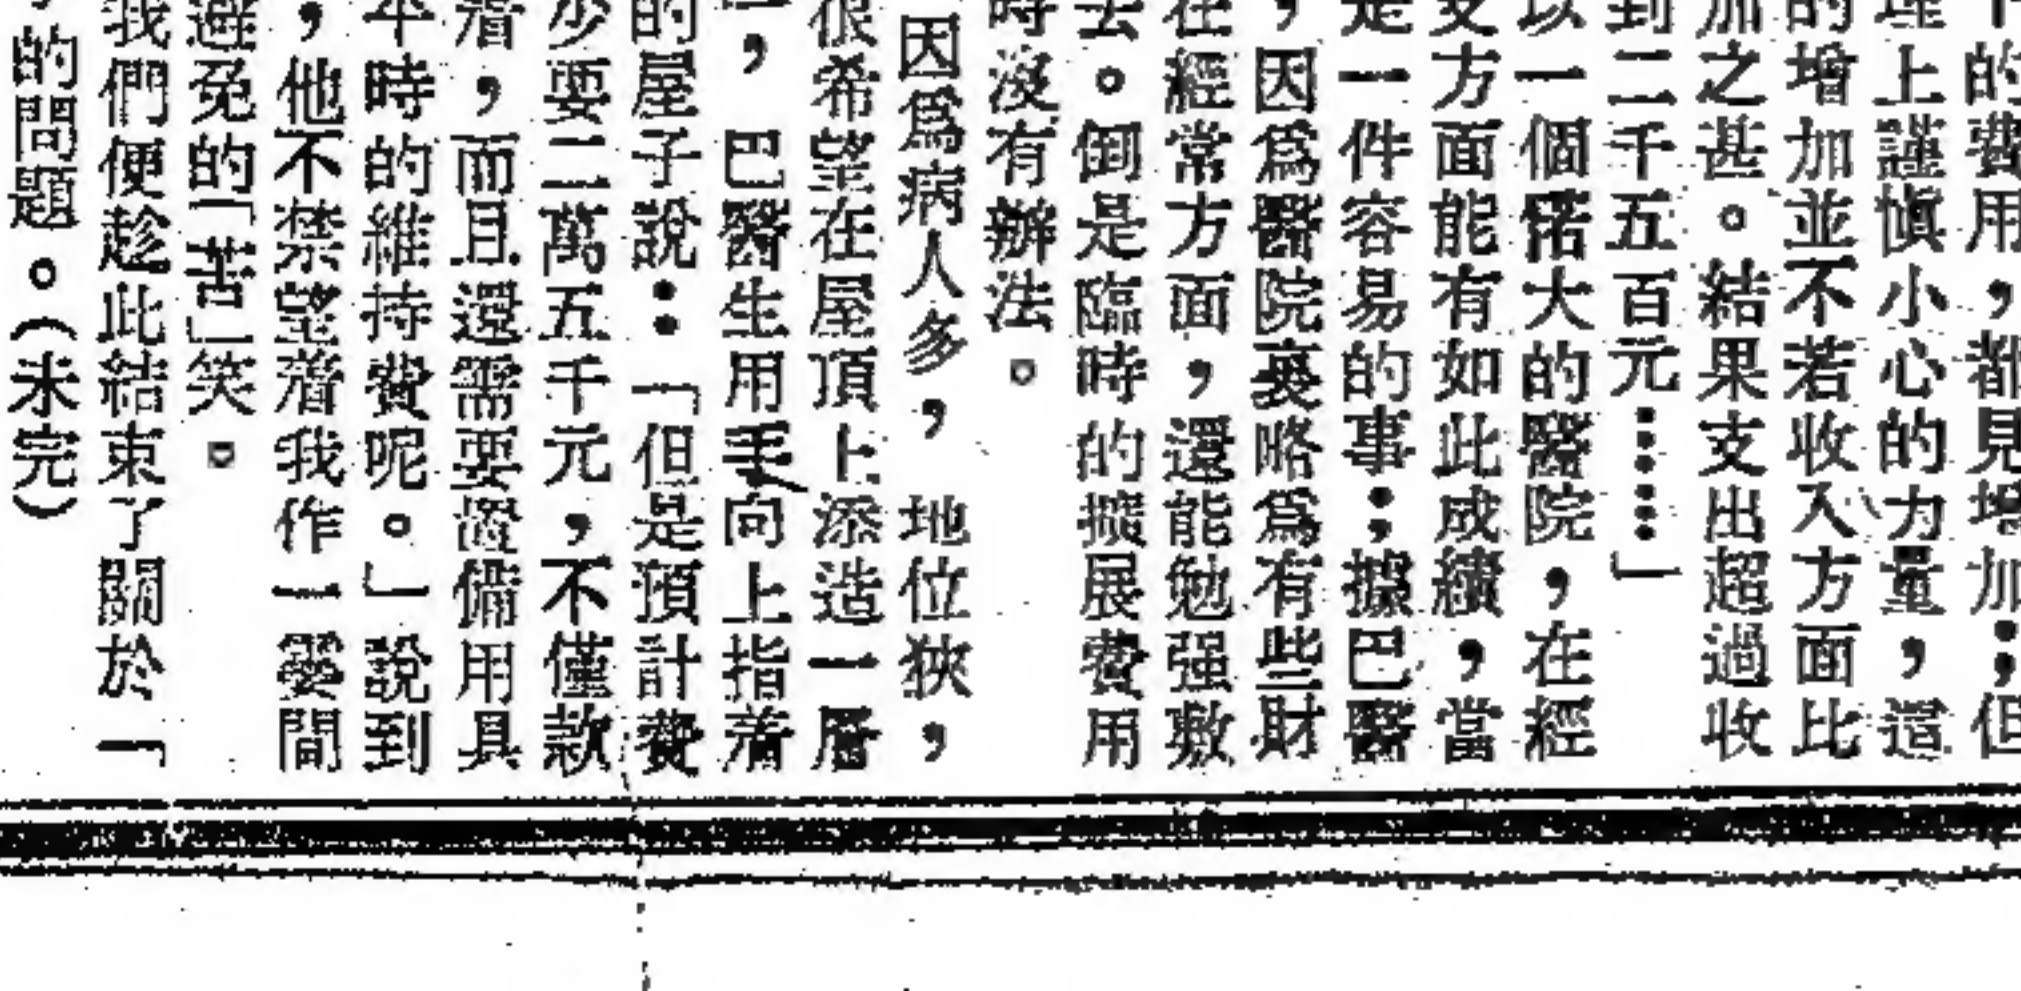 的費用，都見增加；但
理上謹慎小心的力量，這
的增加並不若收入方面比
加之甚。結果支出超過收
到二千五百元……」
以一個偌大的醫院，在經
支方面能有如此成績，當
是一件容易的事；據巴醫
，因爲醫院裏略爲有些財
在經常方面，還能勉强敷
去。倒是臨時的擴展費用
時沒有辦法。
因爲病人多，地位狹，
很希望在屋頂上添造一層
，巴醫生用手向上指着
的屋子說：「但是預計費
少要二萬五千元，不僅款
着，而且還需要置備用具
平時的維持費呢。」說到
，他不禁望着我作一娶間
避免的「苦」笑。
我們便趁此結束了關於「
的問題。（未完）